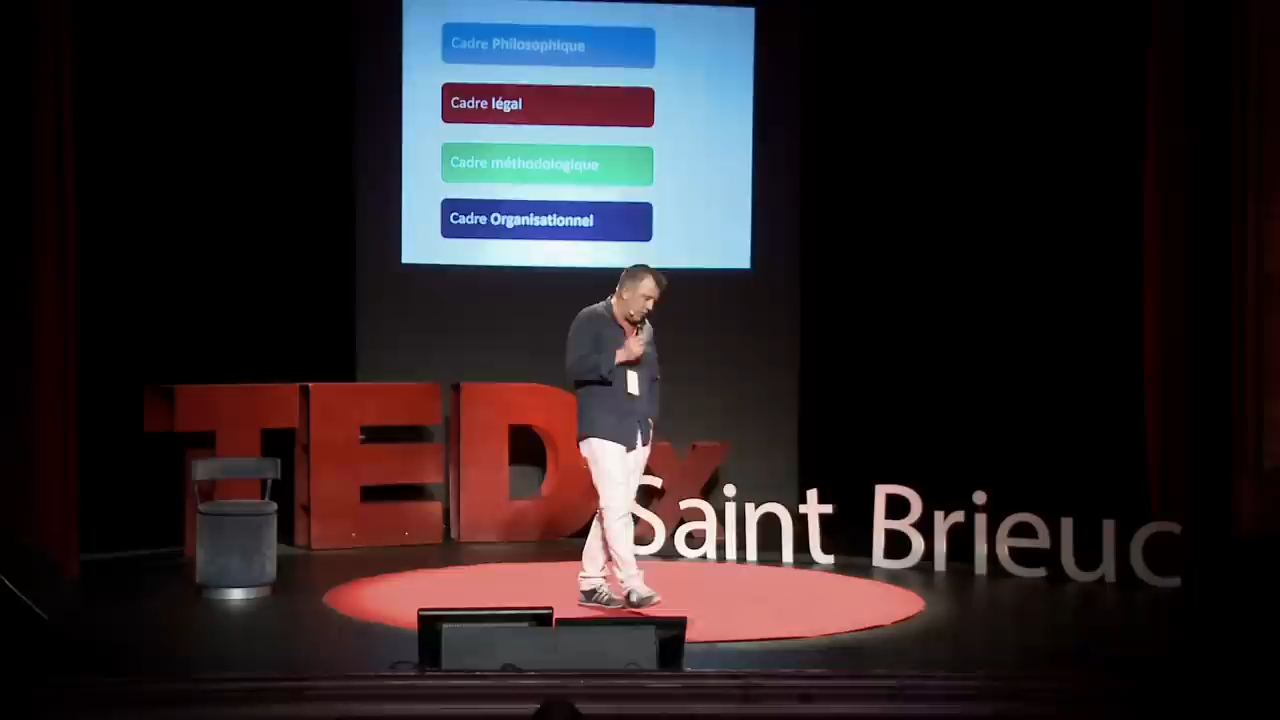 Cadre Philosophique
Cadre légal
Cadre méthodologique
Cadre Organisationnel
TEDx
Saint Brieuc